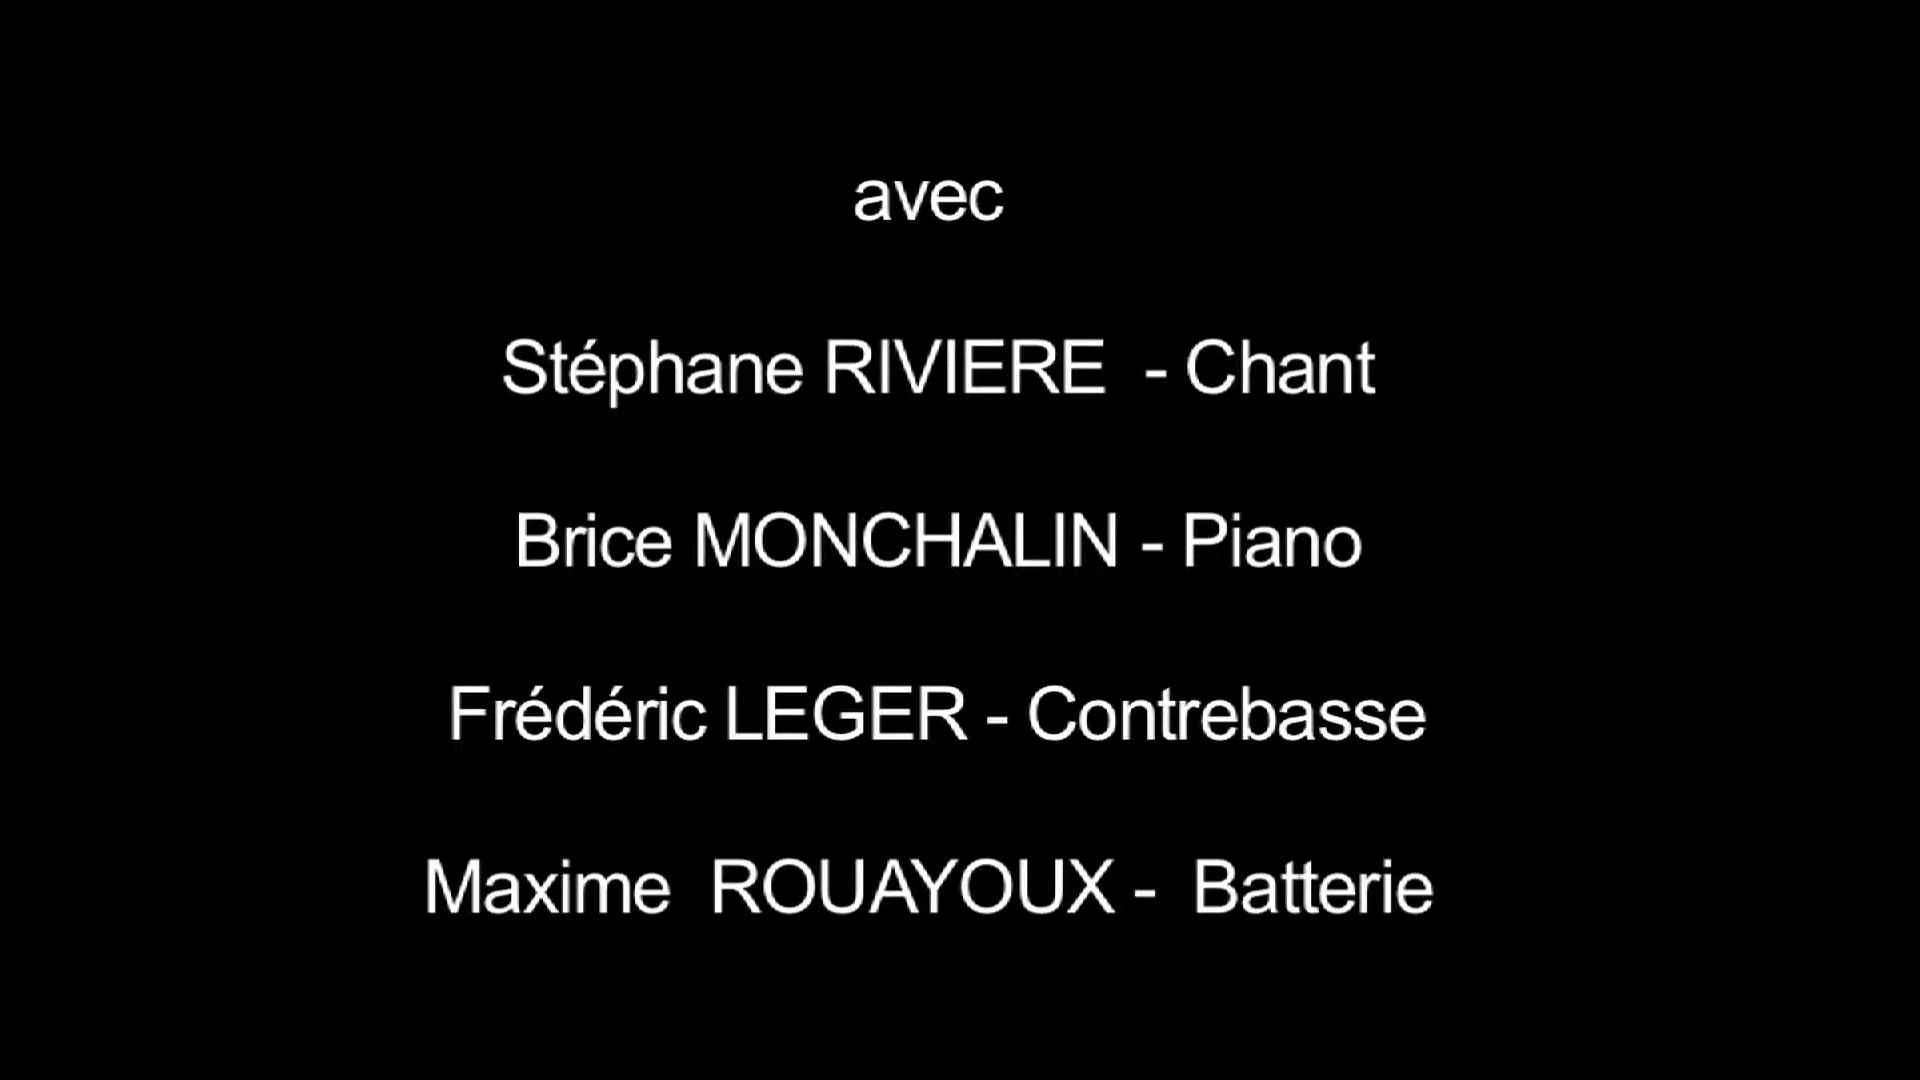 avec
Stéphane RIVIERE - Chant
Brice MONCHALIN - Piano
Frédéric LEGER - Contrebasse
Maxime ROUAYOUX - Batterie